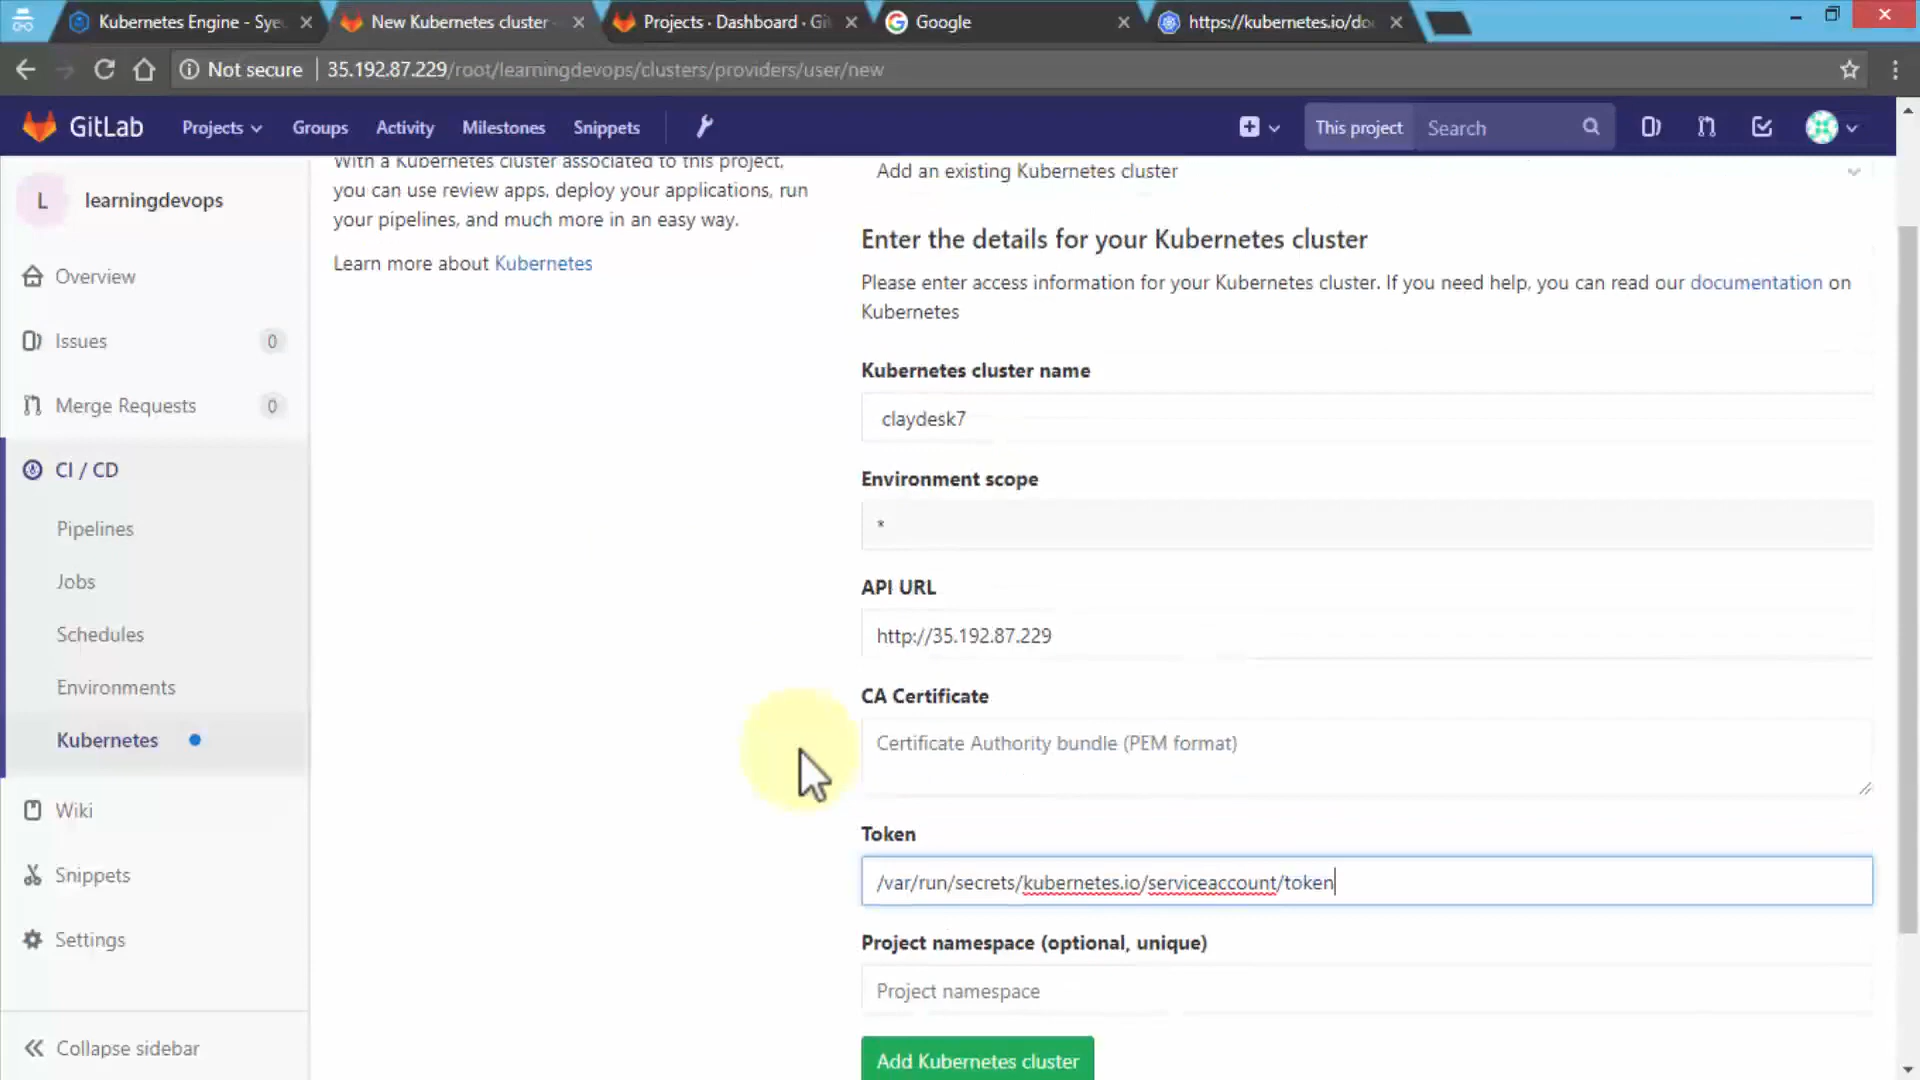 Kubernetes Engine - Sye
New Kubernetes cluster
Projects · Dashboard · Git
Google
https://kubernetes.io/do
Not secure
35.192.87.229/root/learningdevops/clusters/providers/user/new
GitLab
Projects
Groups
Activity
Milestones
Snippets
This project
Search
L
learningdevops
Overview
Issues
0
Merge Requests
0
CI / CD
Pipelines
Jobs
Schedules
Environments
Kubernetes
Wiki
Snippets
Settings
Collapse sidebar
With a Kubernetes cluster associated to this project,
you can use review apps, deploy your applications, run
your pipelines, and much more in an easy way.
Learn more about Kubernetes
Add an existing Kubernetes cluster
Enter the details for your Kubernetes cluster
Please enter access information for your Kubernetes cluster. If you need help, you can read our documentation on
Kubernetes
Kubernetes cluster name
claydesk7
Environment scope
*
API URL
http://35.192.87.229
CA Certificate
Certificate Authority bundle (PEM format)
Token
/var/run/secrets/kubernetes.io/serviceaccount/token
Project namespace (optional, unique)
Project namespace
Add Kubernetes cluster